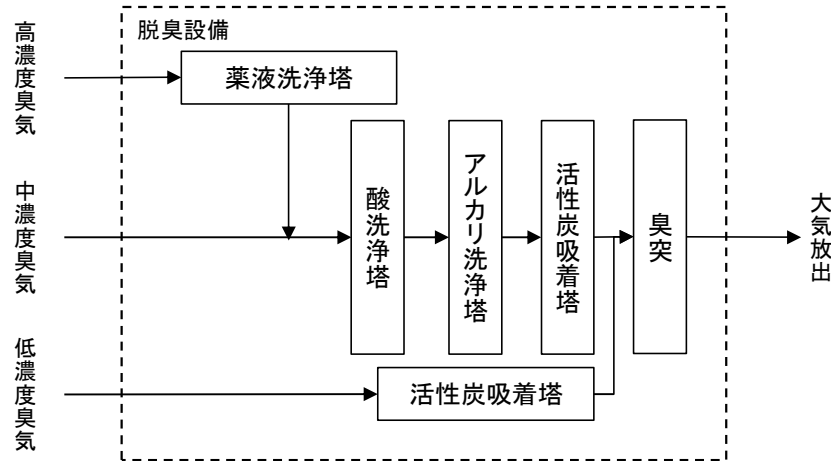 高濃度臭気
脱臭設備
薬液洗浄塔
中濃度臭気
酸洗浄塔
アルカリ洗浄塔
活性炭吸着塔
臭突
大気放出
低濃度臭気
活性炭吸着塔